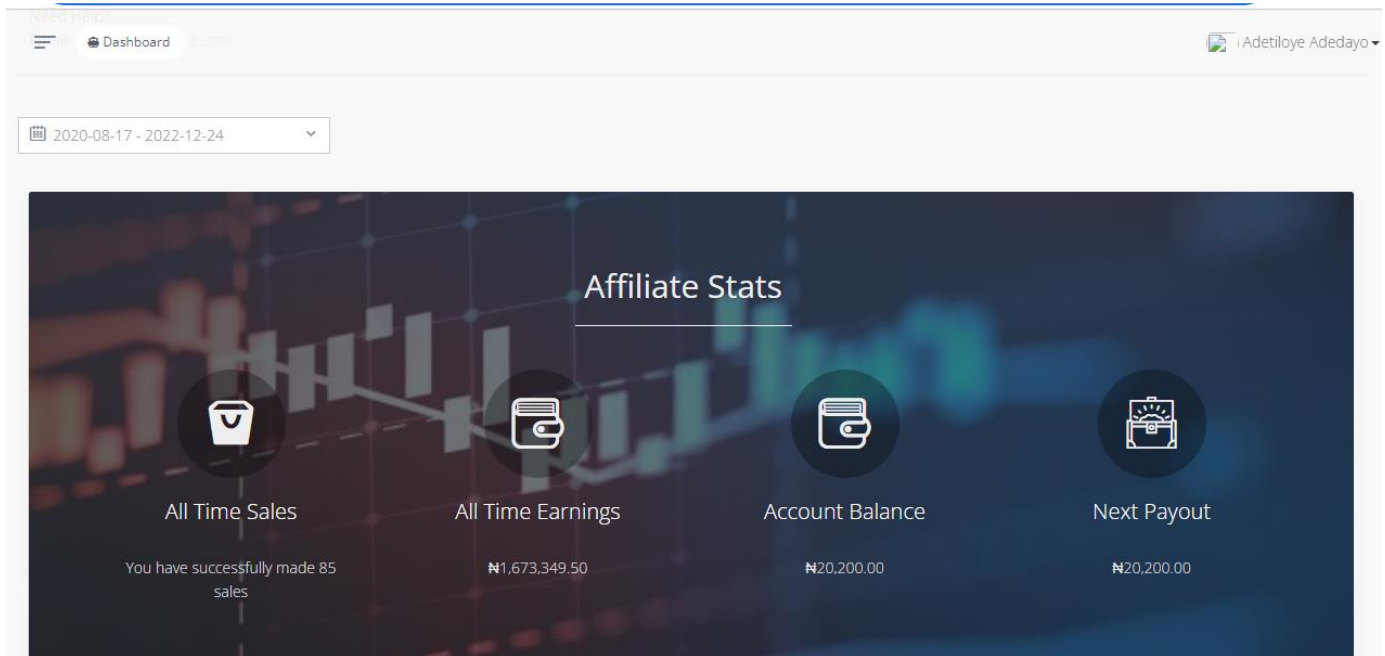 Need Help?
Dashboard
Adetiloye Adedayo
2020-08-17 - 2022-12-24
Affiliate Stats
All Time Sales
You have successfully made 85
sales
All Time Earnings
₦1,673,349.50
Account Balance
₦20,200.00
Next Payout
₦20,200.00